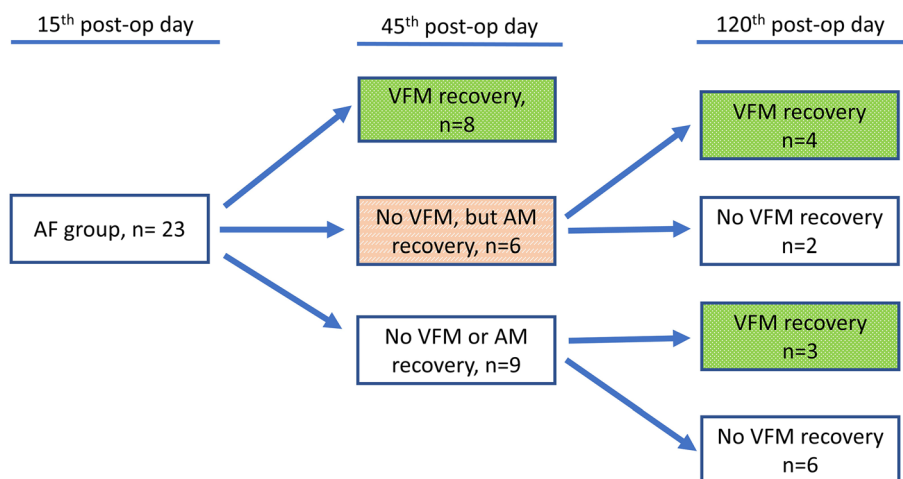 15th post-op day
45th post-op day
120th post-op day
VFM recovery,
n=8
VFM recovery
n=4
AF group, n= 23
No VFM, but AM
recovery, n=6
No VFM recovery
n=2
No VFM or AM
recovery, n=9
VFM recovery
n=3
No VFM recovery
n=6